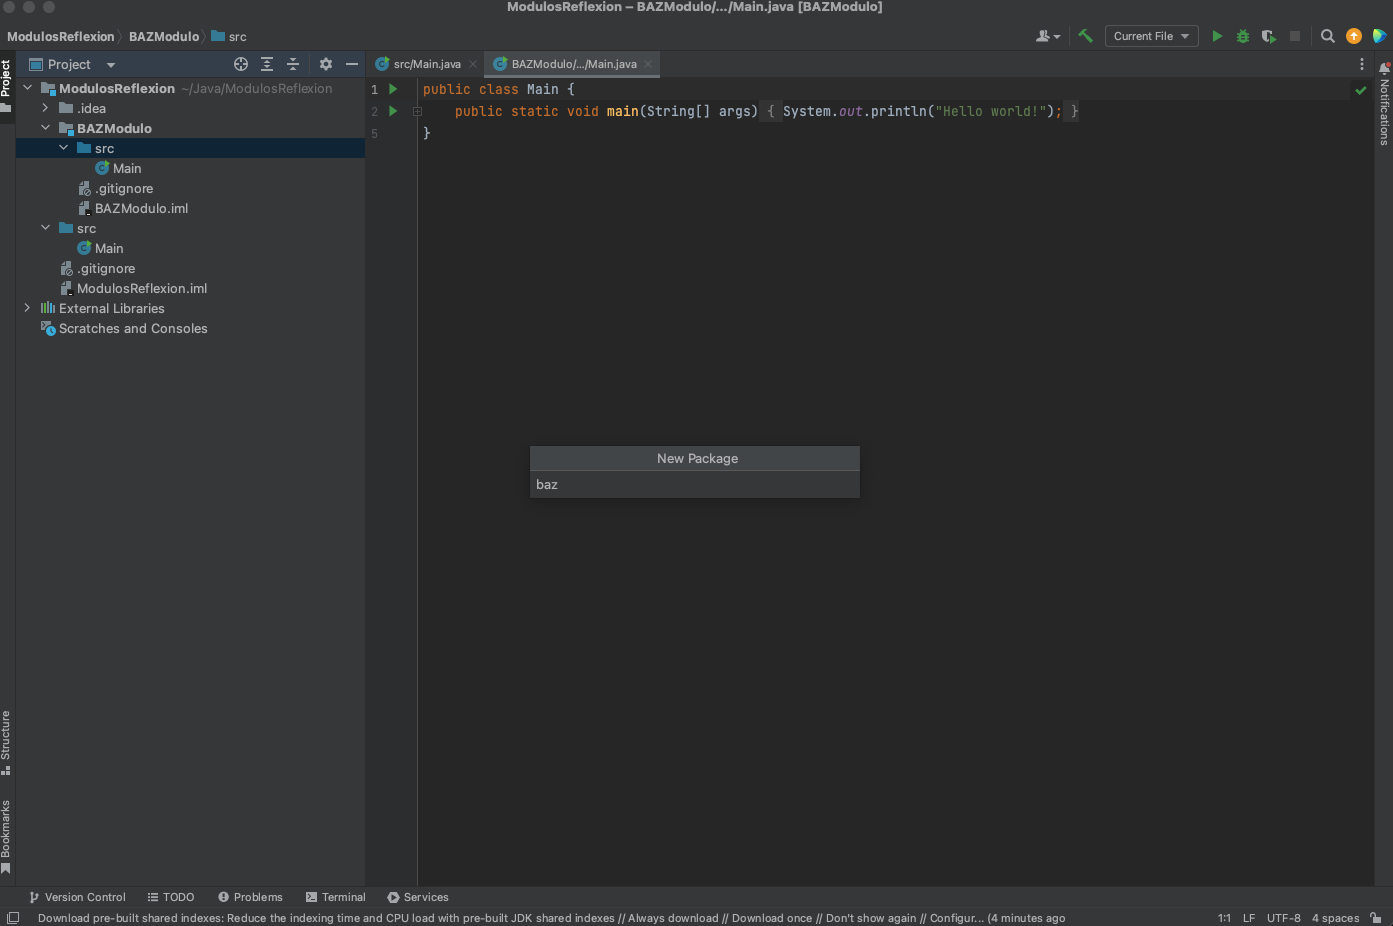 ModulosReflexion – BAZModulo/.../Main.java [BAZModulo]
ModulosReflexion BAZModulo src
Current File
Project
src/Main.java
BAZModulo/.../Main.java
Project
ModulosReflexion ~/Java/ModulosReflexion
.idea
BAZModulo
src
Main
.gitignore
BAZModulo.iml
src
Main
.gitignore
ModulosReflexion.iml
External Libraries
Scratches and Consoles
1 public class Main {
2 public static void main(String[] args) { System.out.println("Hello world!"); }
5 }
Notifications
New Package
baz
Structure
Bookmarks
Version Control TODO Problems Terminal Services
Download pre-built shared indexes: Reduce the indexing time and CPU load with pre-built JDK shared indexes // Always download // Download once // Don't show again // Configur... (4 minutes ago
1:1 LF UTF-8 4 spaces